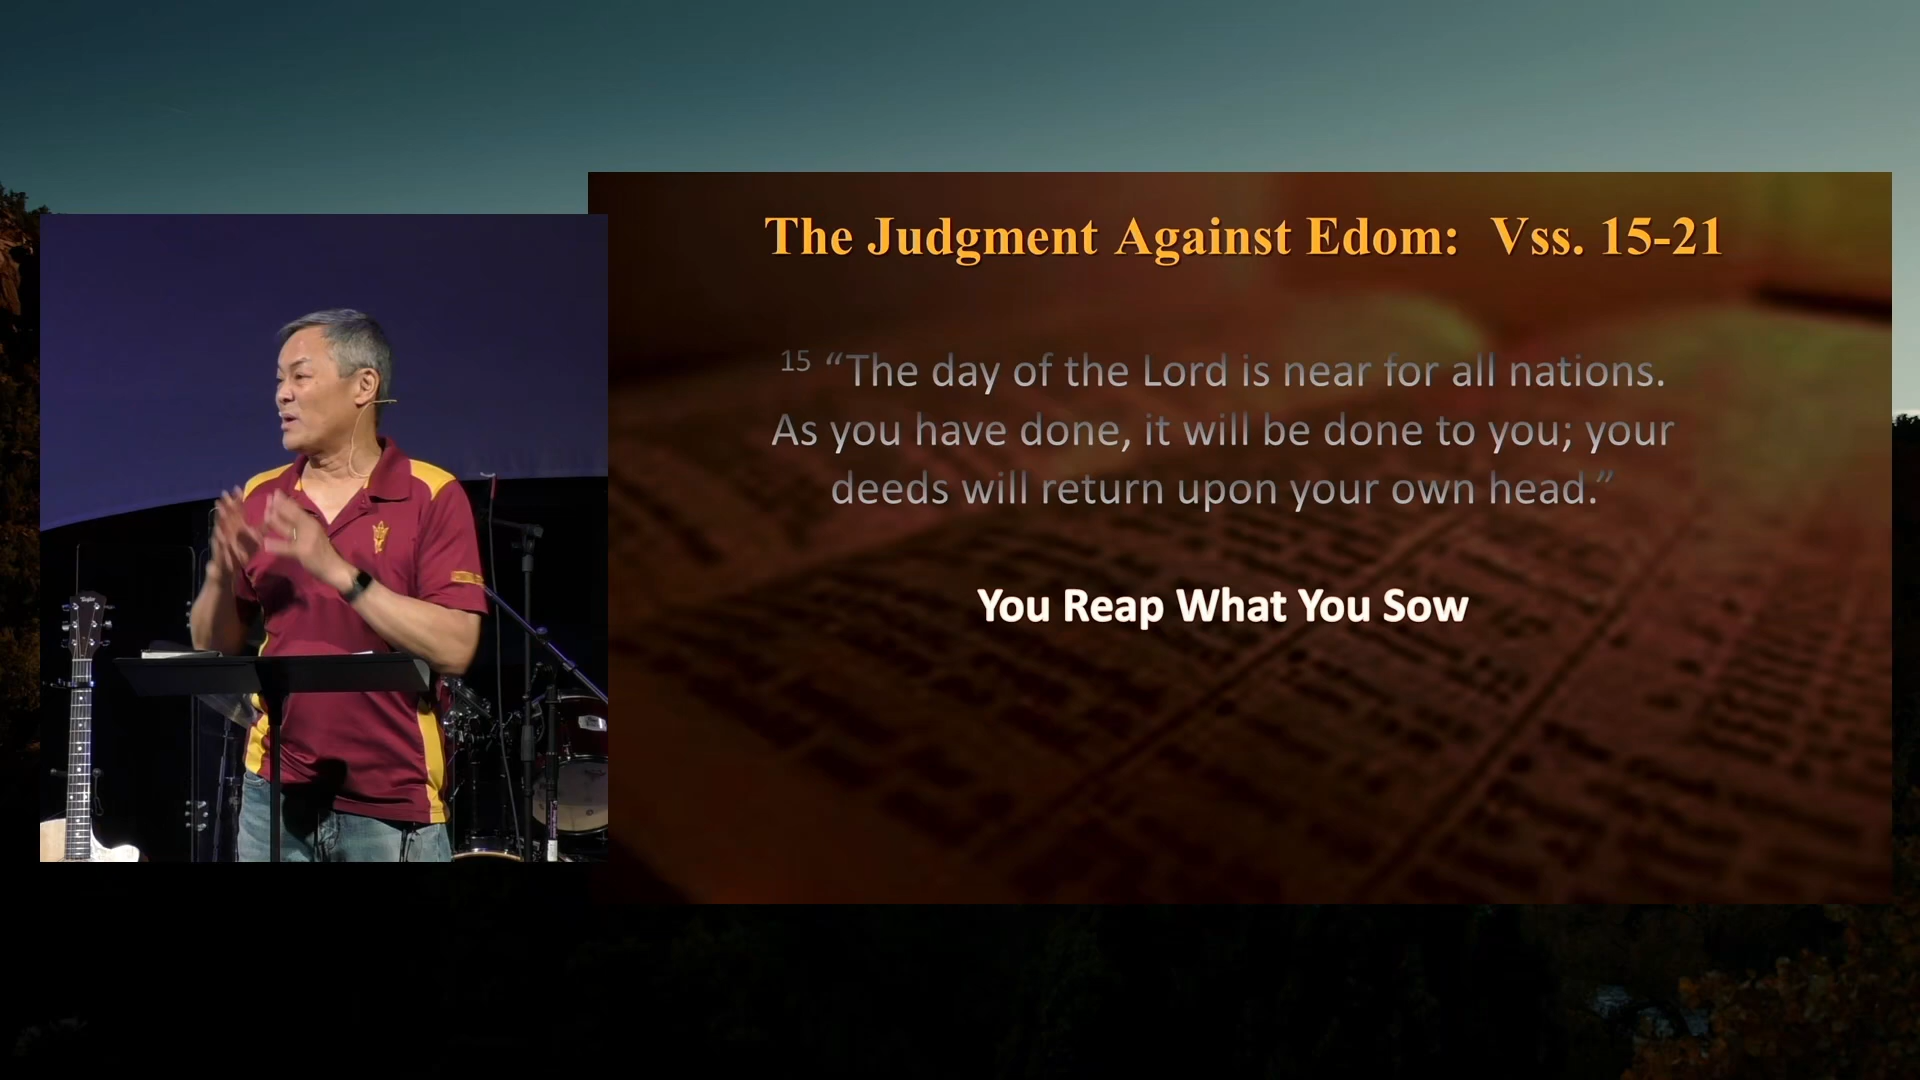 The Judgment Against Edom: Vss. 15-21
15 “The day of the Lord is near for all nations.
As you have done, it will be done to you; your
deeds will return upon your own head.”
You Reap What You Sow